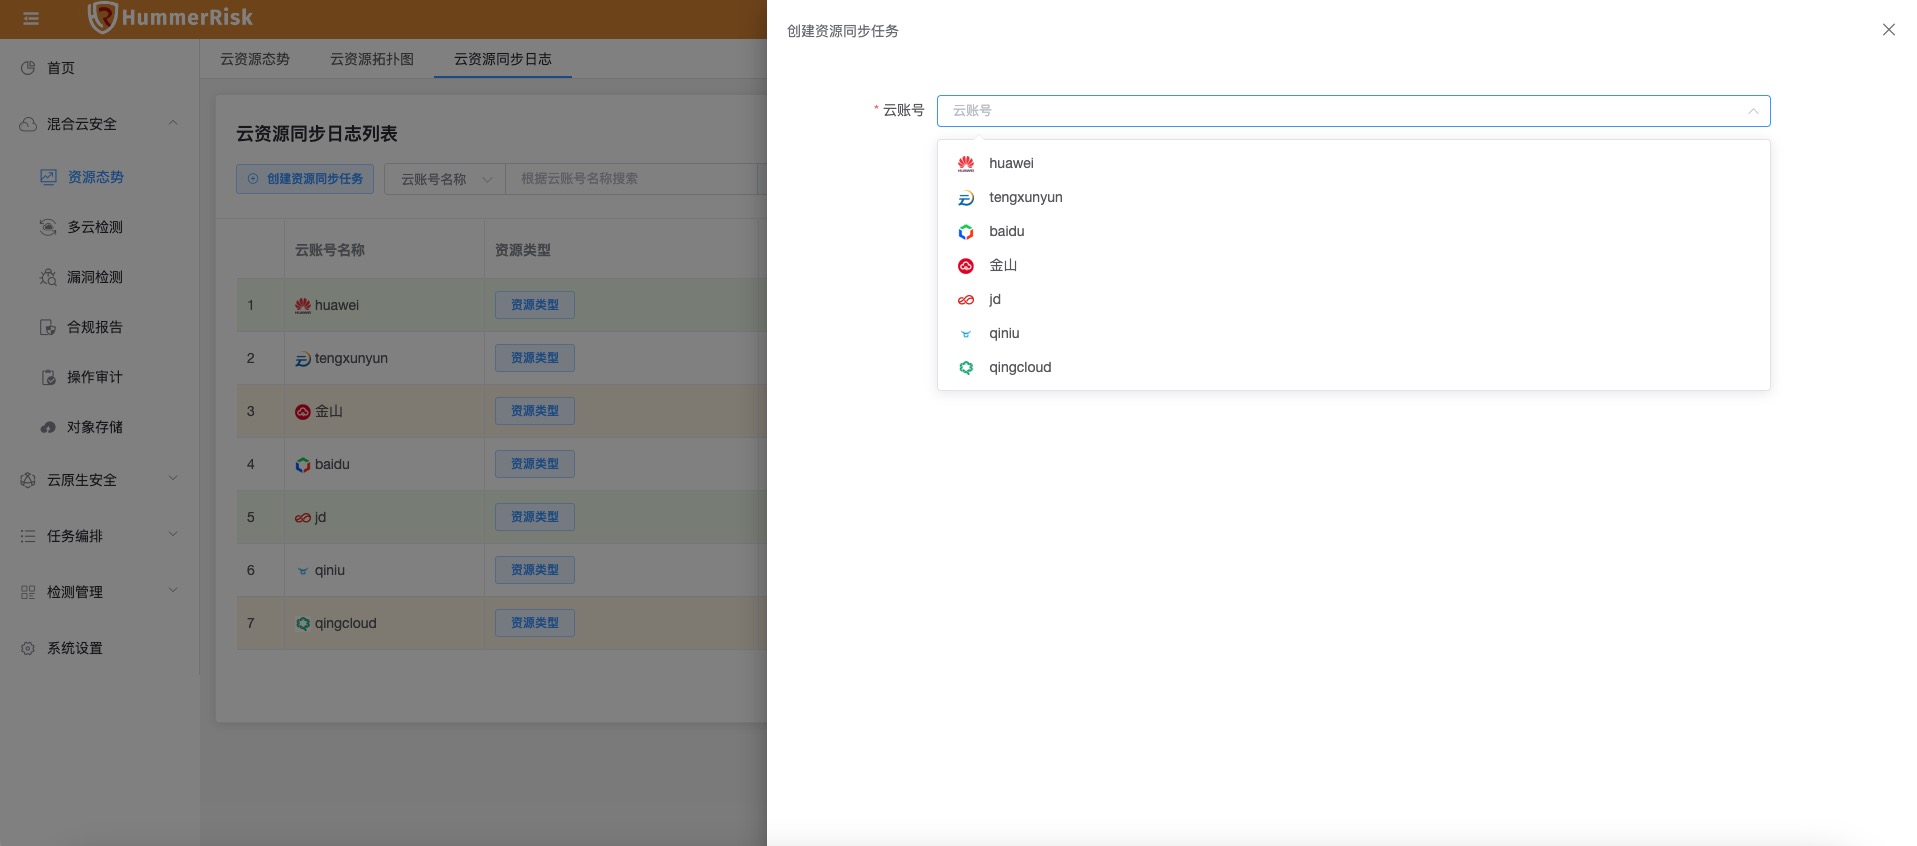 HummerRisk
首页
混合云安全
资源态势
多云检测
漏洞检测
合规报告
操作审计
对象存储
云原生安全
任务编排
检测管理
系统设置
云资源态势 云资源拓扑图 云资源同步日志
云资源同步日志列表
创建资源同步任务 云账号名称 根据云账号名称搜索
云账号名称 资源类型
1 huawei 资源类型
2 tengxunyun 资源类型
3 金山 资源类型
4 baidu 资源类型
5 jd 资源类型
6 qiniu 资源类型
7 qingcloud 资源类型
创建资源同步任务
* 云账号 云账号
huawei
tengxunyun
baidu
金山
jd
qiniu
qingcloud